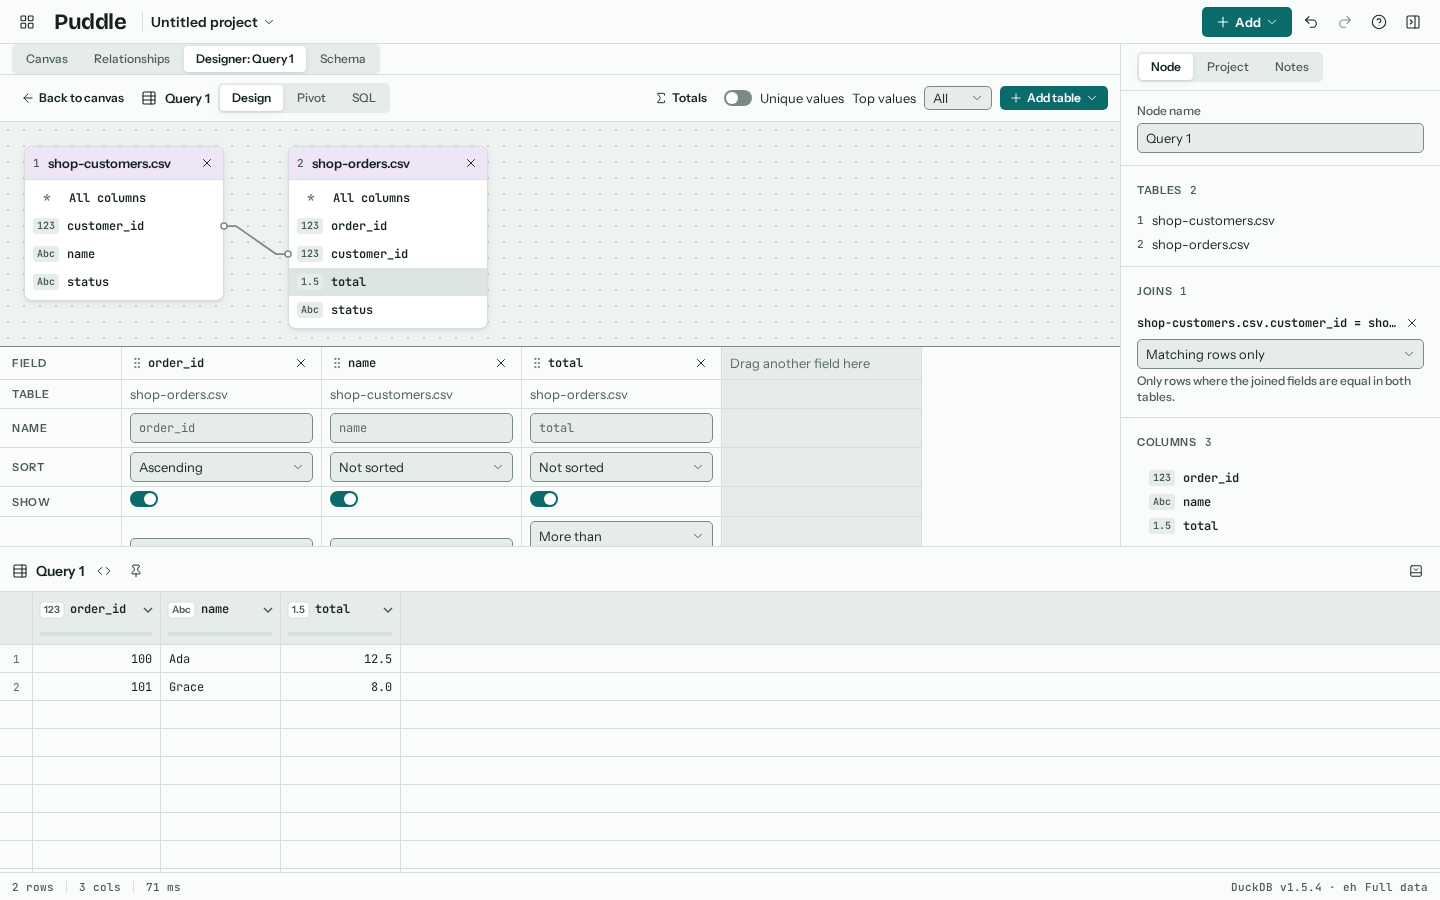 Puddle
Untitled project
Add
Canvas
Relationships
Designer: Query 1
Schema
Node
Project
Notes
Back to canvas
Query 1
Design
Pivot
SQL
Totals
Unique values
Top values
All
Add table
Node name
Query 1
1 shop-customers.csv
* All columns
123 customer_id
Abc name
Abc status
2 shop-orders.csv
* All columns
123 order_id
123 customer_id
1.5 total
Abc status
TABLES 2
1 shop-customers.csv
2 shop-orders.csv
JOINS 1
shop-customers.csv.customer_id = sho…
Matching rows only
Only rows where the joined fields are equal in both
tables.
COLUMNS 3
123 order_id
Abc name
1.5 total
FIELD order_id name total Drag another field here
TABLE shop-orders.csv shop-customers.csv shop-orders.csv
NAME order_id name total
SORT Ascending Not sorted Not sorted
SHOW
More than
Query 1
123 order_id Abc name 1.5 total
1 100 Ada 12.5
2 101 Grace 8.0
2 rows 3 cols 71 ms
DuckDB v1.5.4 · eh Full data